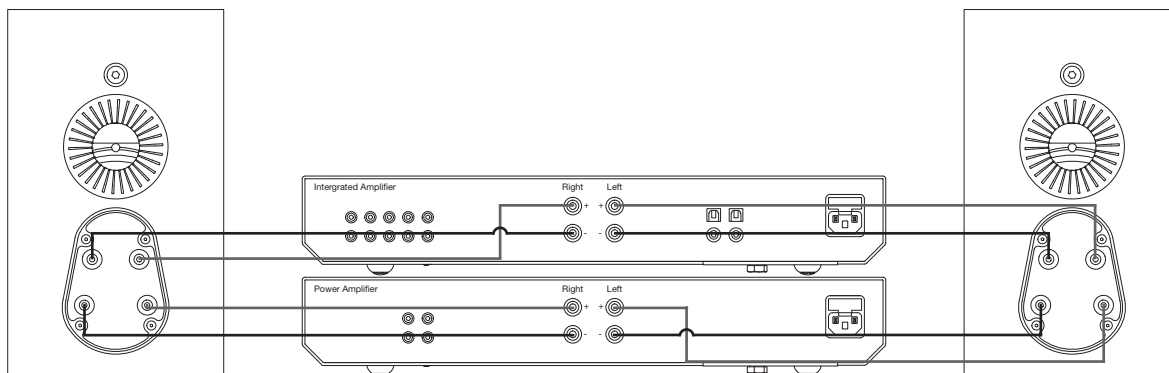 Intergrated Amplifier
Right Left
+ +
- -
Power Amplifier
Right Left
+ +
- -